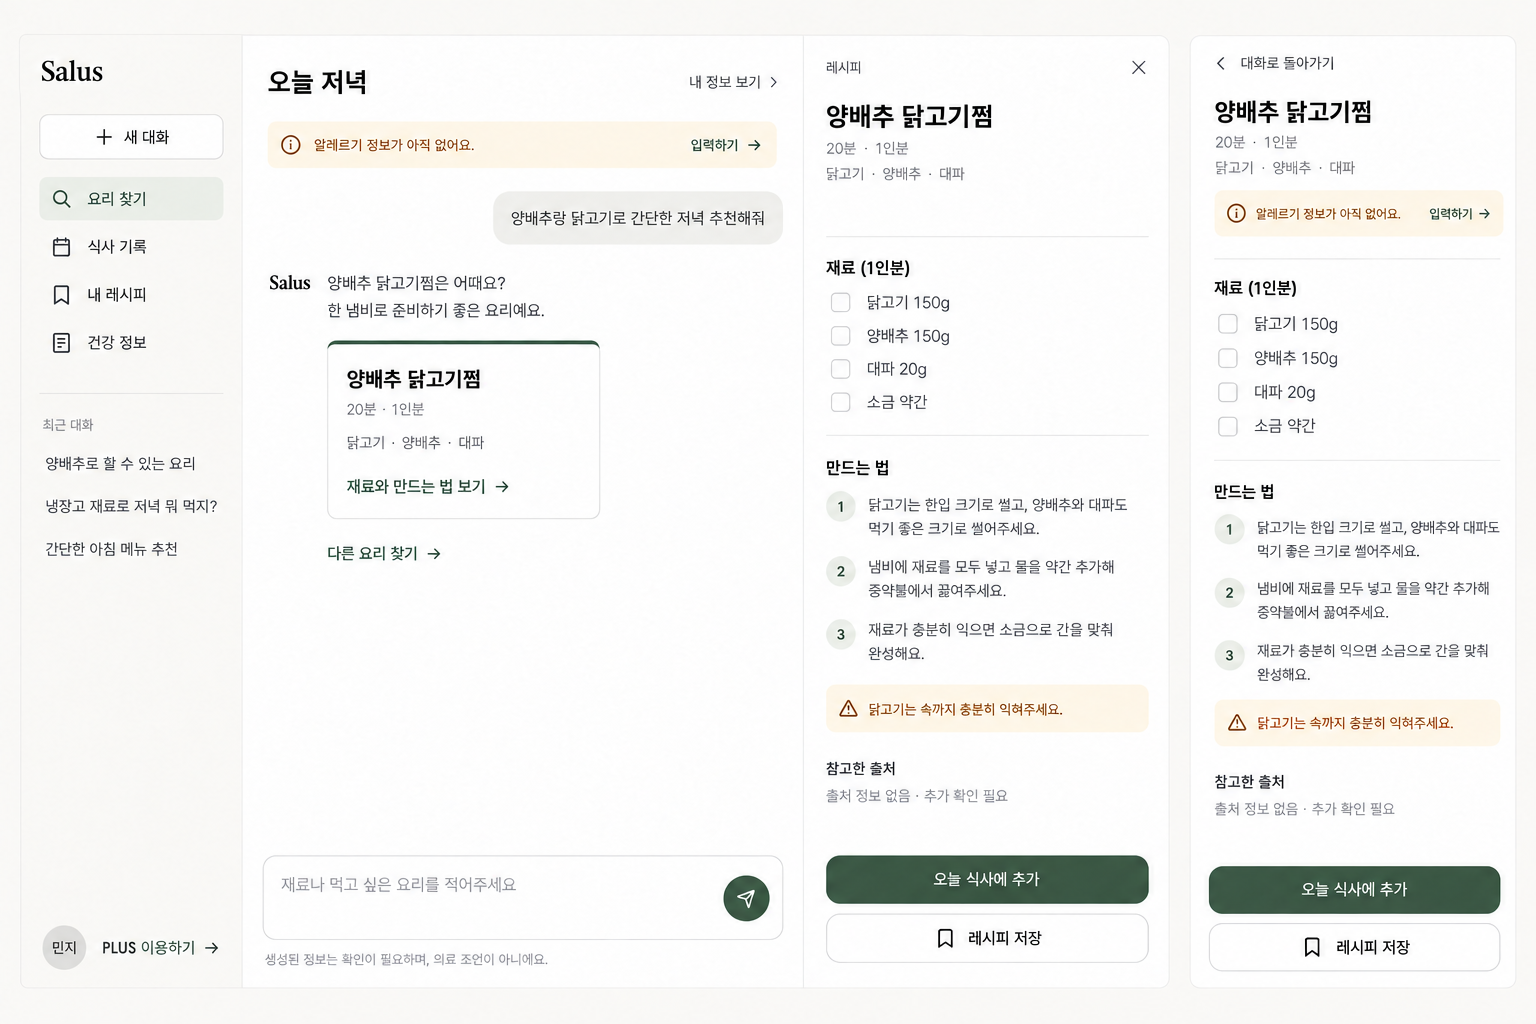 Salus
새 대화
요리 찾기
식사 기록
내 레시피
건강 정보
최근 대화
양배추로 할 수 있는 요리
냉장고 재료로 저녁 뭐 먹지?
간단한 아침 메뉴 추천
민지
PLUS 이용하기 →
오늘 저녁
내 정보 보기 >
알레르기 정보가 아직 없어요.
입력하기 →
양배추랑 닭고기로 간단한 저녁 추천해줘
Salus
양배추 닭고기찜은 어때요?
한 냄비로 준비하기 좋은 요리예요.
양배추 닭고기찜
20분 · 1인분
닭고기 · 양배추 · 대파
재료와 만드는 법 보기 →
다른 요리 찾기 →
재료나 먹고 싶은 요리를 적어주세요
생성된 정보는 확인이 필요하며, 의료 조언이 아니에요.
레시피
양배추 닭고기찜
20분 · 1인분
닭고기 · 양배추 · 대파
재료 (1인분)
닭고기 150g
양배추 150g
대파 20g
소금 약간
만드는 법
1 닭고기는 한입 크기로 썰고, 양배추와 대파도
먹기 좋은 크기로 썰어주세요.
2 냄비에 재료를 모두 넣고 물을 약간 추가해
중약불에서 끓여주세요.
3 재료가 충분히 익으면 소금으로 간을 맞춰
완성해요.
닭고기는 속까지 충분히 익혀주세요.
참고한 출처
출처 정보 없음 · 추가 확인 필요
오늘 식사에 추가
레시피 저장
대화로 돌아가기
양배추 닭고기찜
20분 · 1인분
닭고기 · 양배추 · 대파
알레르기 정보가 아직 없어요.
입력하기 →
재료 (1인분)
닭고기 150g
양배추 150g
대파 20g
소금 약간
만드는 법
1 닭고기는 한입 크기로 썰고, 양배추와 대파도
먹기 좋은 크기로 썰어주세요.
2 냄비에 재료를 모두 넣고 물을 약간 추가해
중약불에서 끓여주세요.
3 재료가 충분히 익으면 소금으로 간을 맞춰
완성해요.
닭고기는 속까지 충분히 익혀주세요.
참고한 출처
출처 정보 없음 · 추가 확인 필요
오늘 식사에 추가
레시피 저장